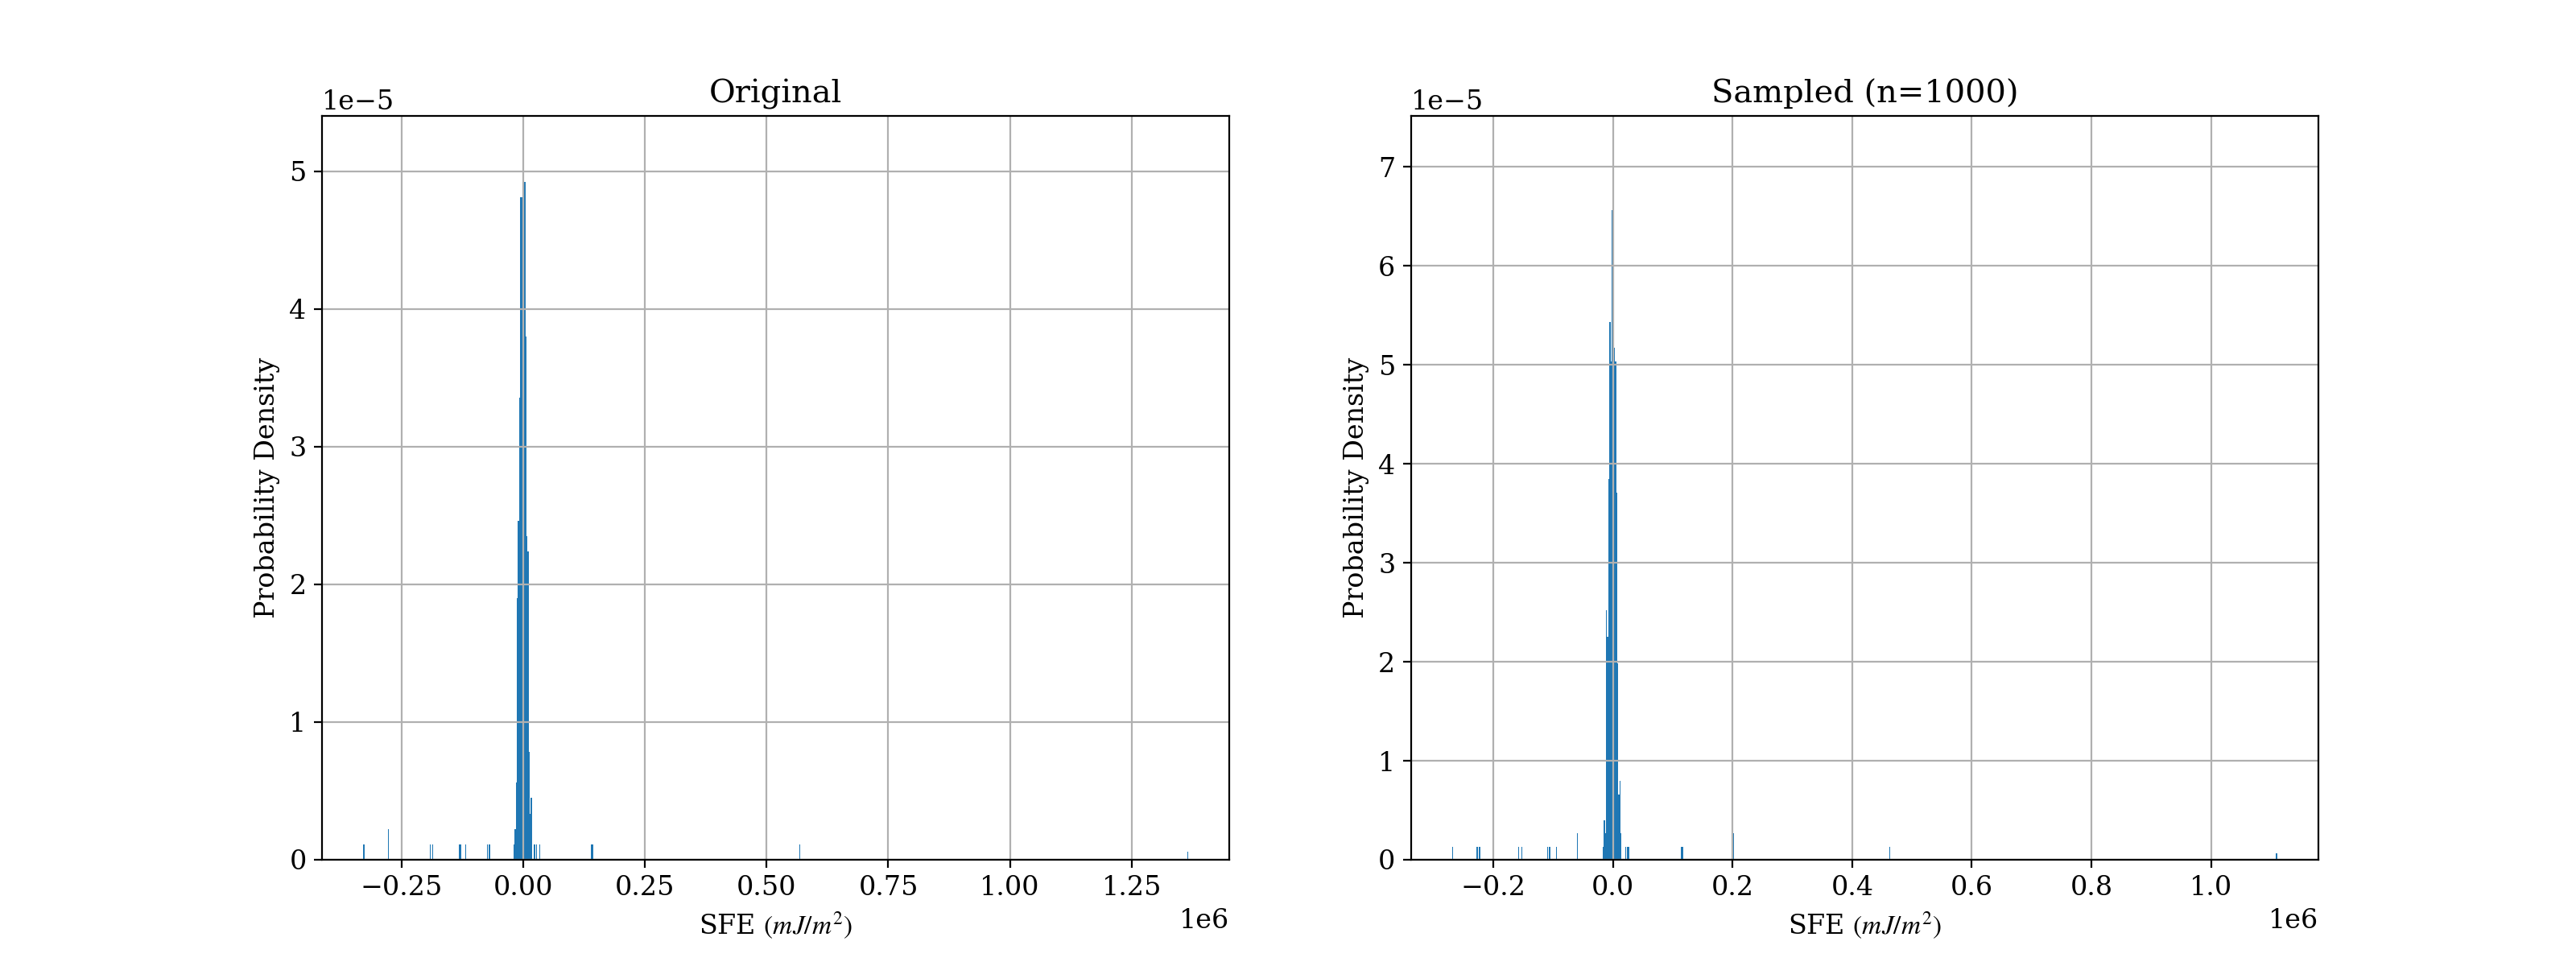 Original
1e−5
5
4
3
2
1
0
Probability Density
−0.25 0.00 0.25 0.50 0.75 1.00 1.25
1e6
SFE (mJ/m²)
Sampled (n=1000)
1e−5
7
6
5
4
3
2
1
0
Probability Density
−0.2 0.0 0.2 0.4 0.6 0.8 1.0
1e6
SFE (mJ/m²)